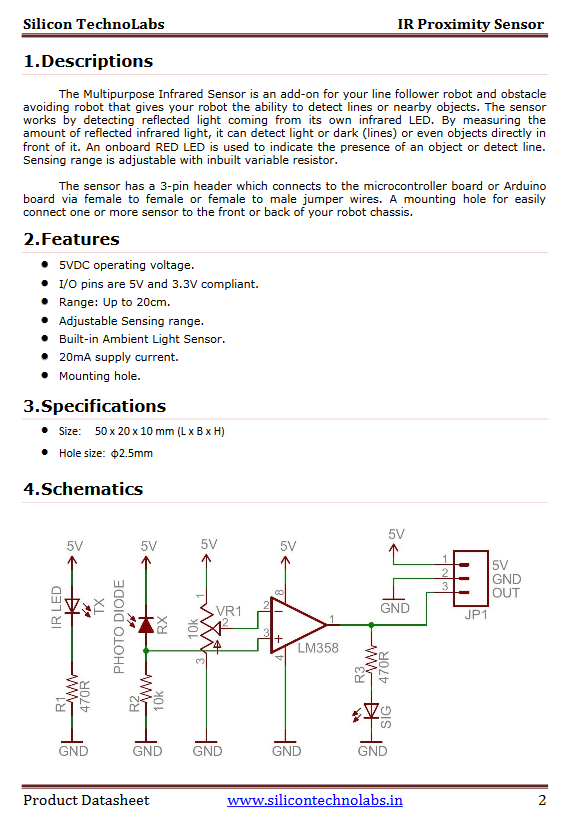 Silicon TechnoLabs IR Proximity Sensor
1.Descriptions
The Multipurpose Infrared Sensor is an add-on for your line follower robot and obstacle
avoiding robot that gives your robot the ability to detect lines or nearby objects. The sensor
works by detecting reflected light coming from its own infrared LED. By measuring the
amount of reflected infrared light, it can detect light or dark (lines) or even objects directly in
front of it. An onboard RED LED is used to indicate the presence of an object or detect line.
Sensing range is adjustable with inbuilt variable resistor.
The sensor has a 3-pin header which connects to the microcontroller board or Arduino
board via female to female or female to male jumper wires. A mounting hole for easily
connect one or more sensor to the front or back of your robot chassis.
2.Features
● 5VDC operating voltage.
● I/O pins are 5V and 3.3V compliant.
● Range: Up to 20cm.
● Adjustable Sensing range.
● Built-in Ambient Light Sensor.
● 20mA supply current.
● Mounting hole.
3.Specifications
● Size: 50 x 20 x 10 mm (L x B x H)
● Hole size: φ2.5mm
4.Schematics
5V
5V
5V
5V
5V
IR LED
TX
PHOTO DIODE
RX
10k
1
VR1
2
3
2
3
8
4
1
LM358
1
2
3
5V
GND
OUT
JP1
GND
R1
470R
R2
10k
R3
470R
SIG
GND
GND
GND
GND
GND
Product Datasheet www.silicontechnolabs.in 2